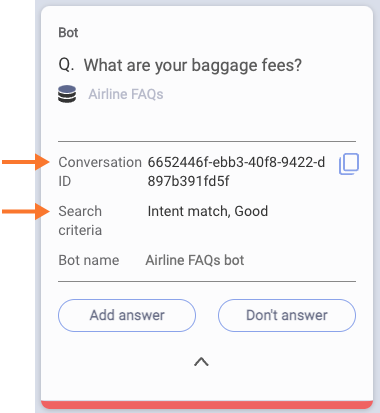 Bot
Q. What are your baggage fees?
Airline FAQs
Conversation 6652446f-ebb3-40f8-9422-d
ID 897b391fd5f
Search Intent match, Good
criteria
Bot name Airline FAQs bot
Add answer Don't answer